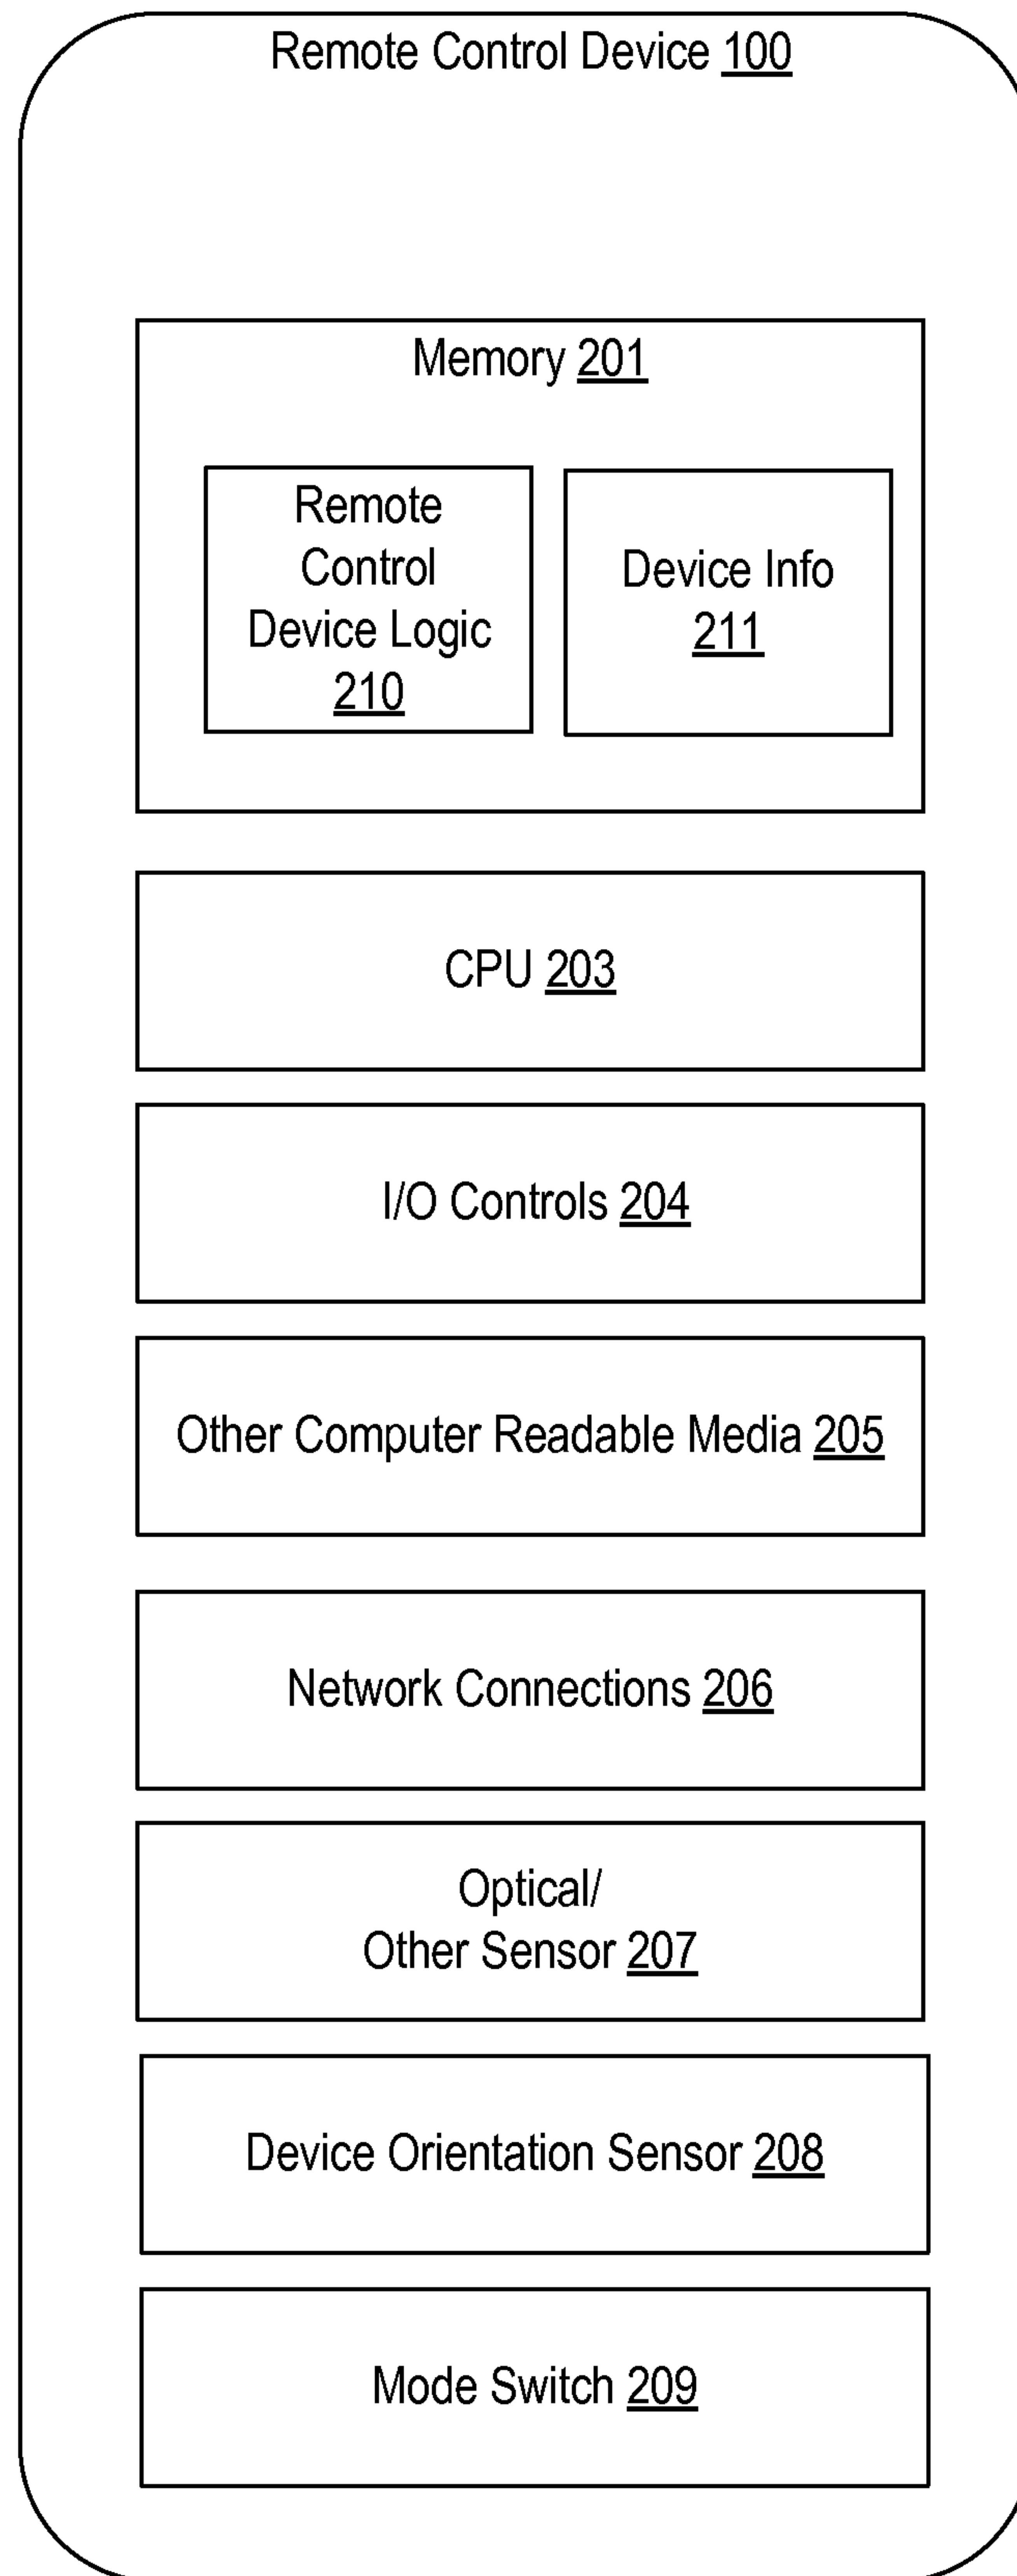 Remote Control Device 100
Memory 201
Remote
Control
Device Logic
210
Device Info
211
CPU 203
I/O Controls 204
Other Computer Readable Media 205
Network Connections 206
Optical/
Other Sensor 207
Device Orientation Sensor 208
Mode Switch 209